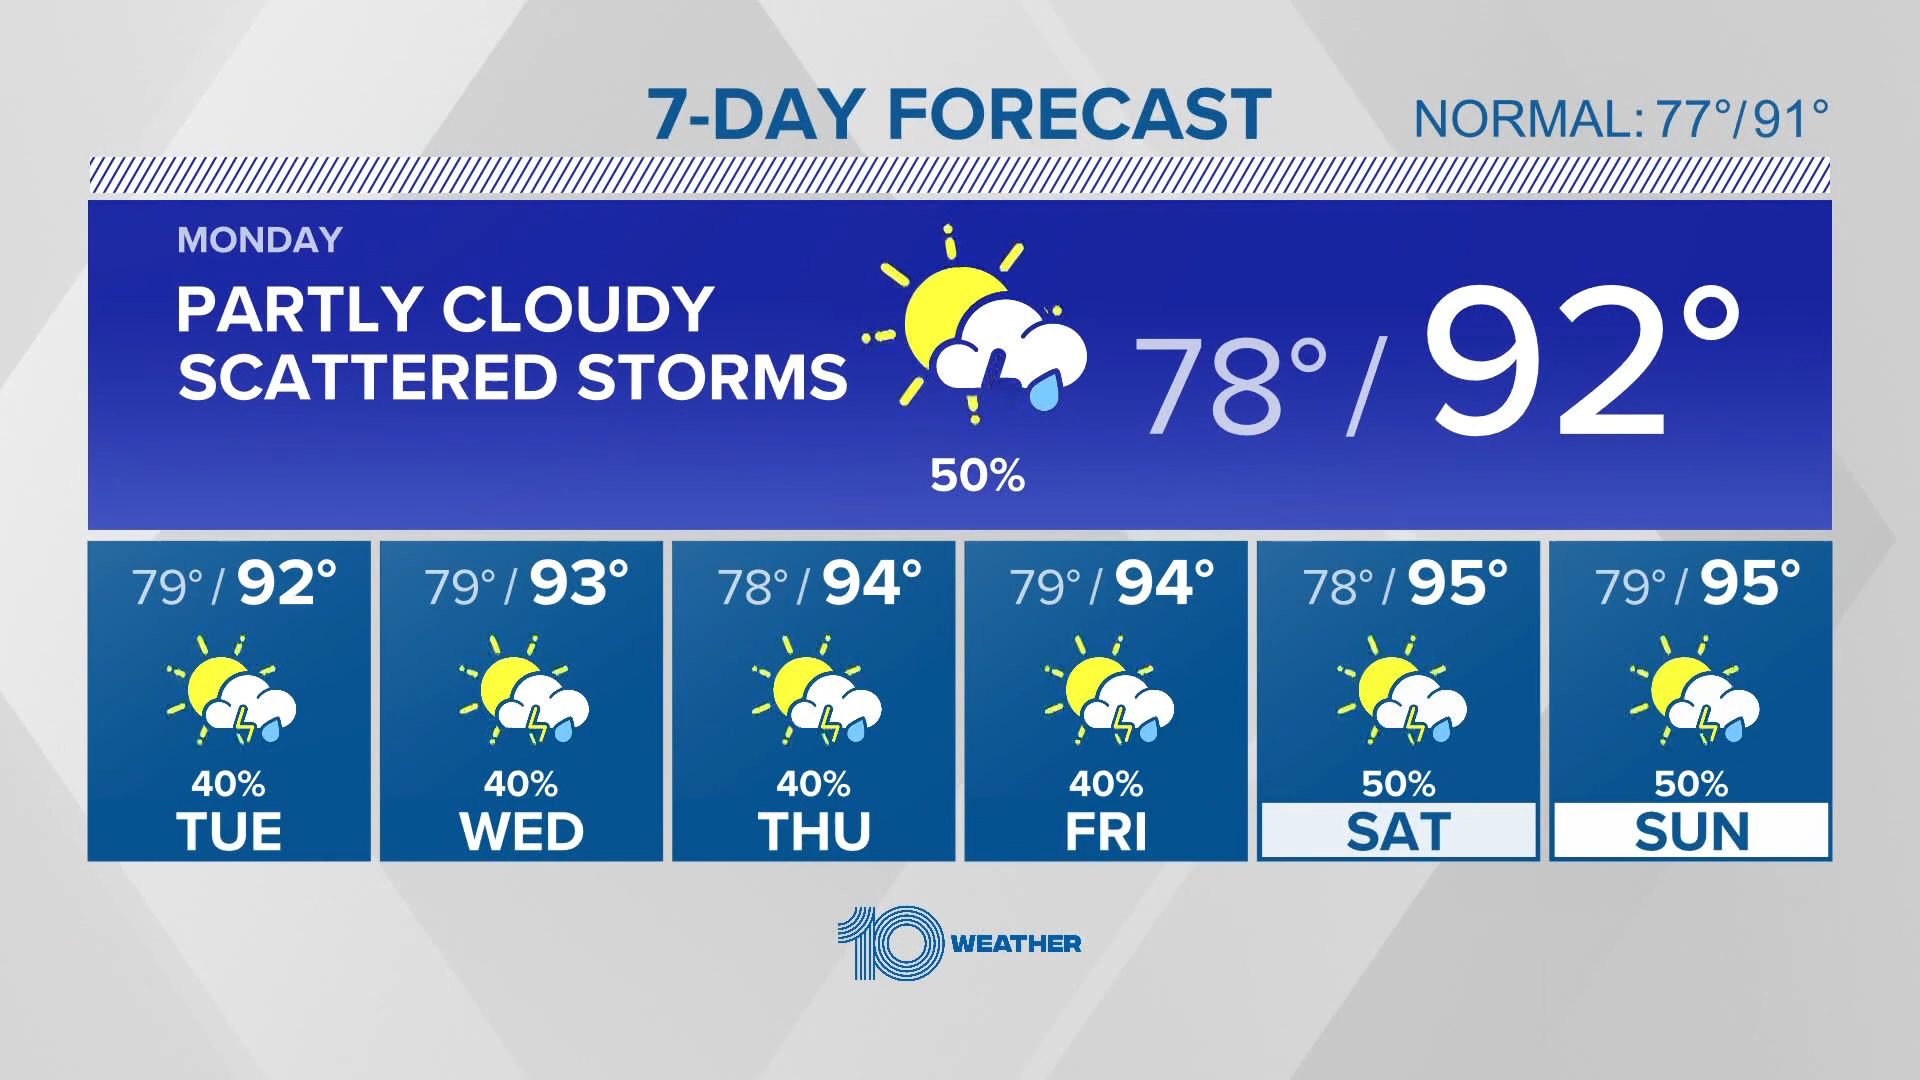 7-DAY FORECAST
NORMAL: 77°/91°
MONDAY
PARTLY CLOUDY
SCATTERED STORMS
78°/92°
50%
79°/92°
40%
TUE
79°/93°
40%
WED
78°/94°
40%
THU
79°/94°
40%
FRI
78°/95°
50%
SAT
79°/95°
50%
SUN
10 WEATHER